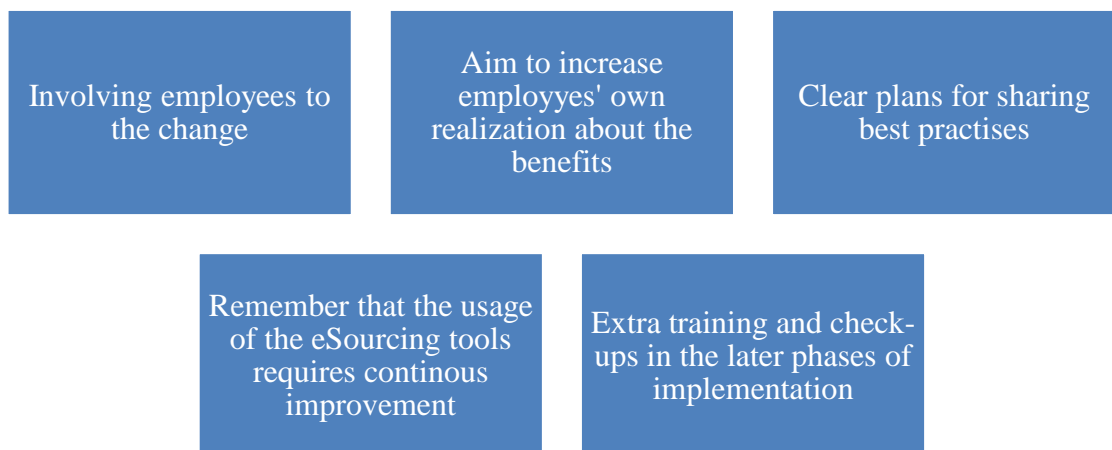 Involving employees to
the change
Aim to increase
employyes' own
realization about the
benefits
Clear plans for sharing
best practises
Remember that the usage
of the eSourcing tools
requires continous
improvement
Extra training and check-
ups in the later phases of
implementation